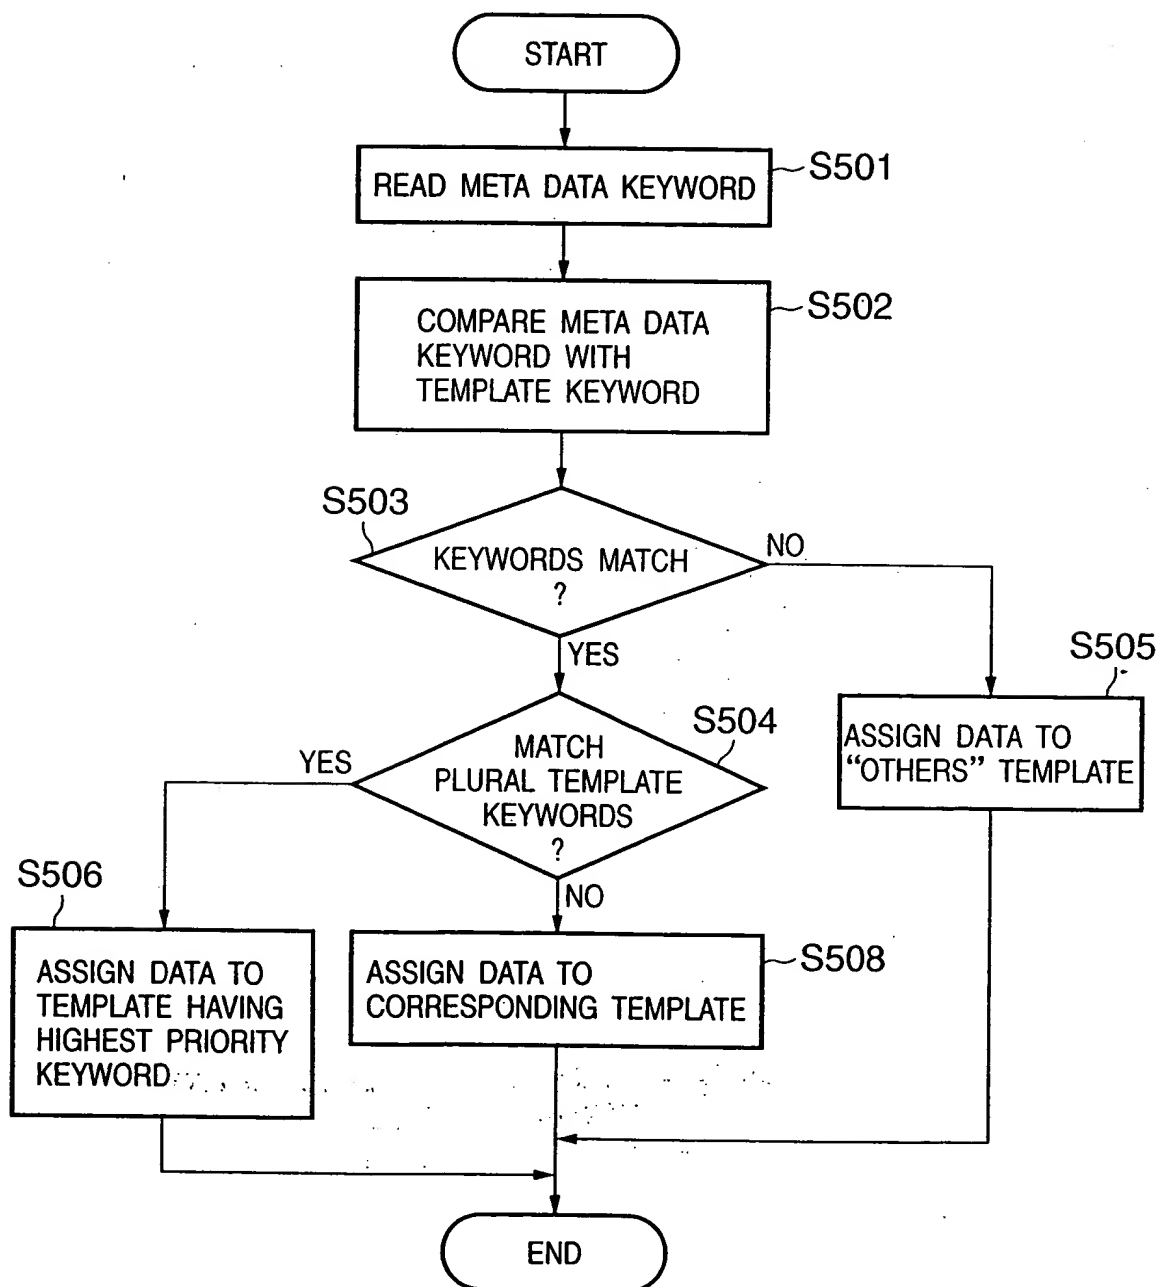 START
READ META DATA KEYWORD
S501
COMPARE META DATA
KEYWORD WITH
TEMPLATE KEYWORD
S502
S503
KEYWORDS MATCH
?
NO
YES
S504
MATCH
PLURAL TEMPLATE
KEYWORDS
?
YES
NO
S505
ASSIGN DATA TO
“OTHERS” TEMPLATE
S506
ASSIGN DATA TO
TEMPLATE HAVING
HIGHEST PRIORITY
KEYWORD
ASSIGN DATA TO
CORRESPONDING TEMPLATE
S508
END